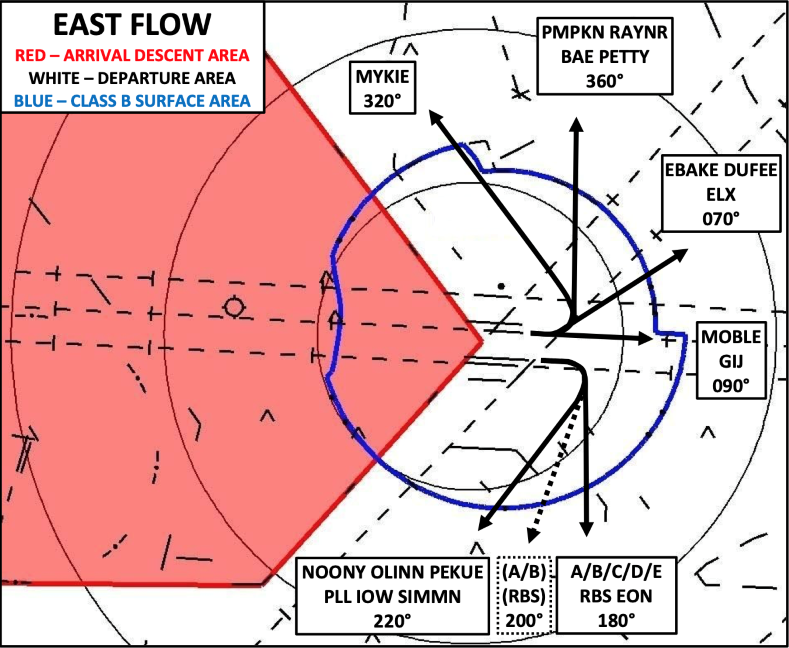 EAST FLOW
RED – ARRIVAL DESCENT AREA
WHITE – DEPARTURE AREA
BLUE – CLASS B SURFACE AREA
MYKIE
320°
PMPKN RAYNR
BAE PETTY
360°
EBAKE DUFEE
ELX
070°
MOBLE
GIJ
090°
NOONY OLINN PEKUE
PLL IOW SIMMN
220°
(A/B)
(RBS)
200°
A/B/C/D/E
RBS EON
180°